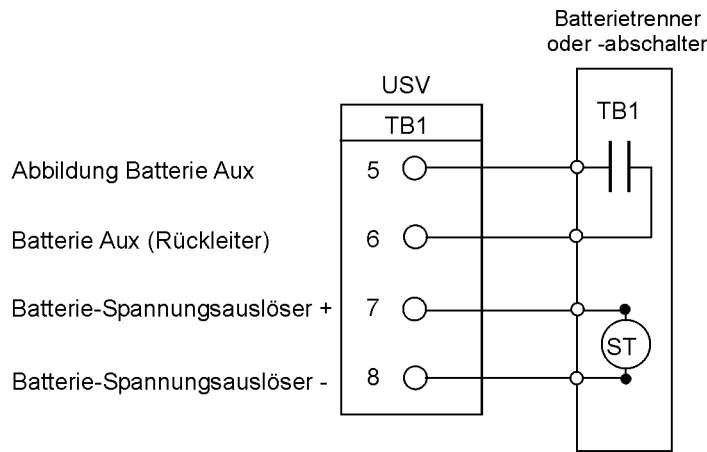 Batterietrenner
oder -abschalter
USV
TB1
TB1
Abbildung Batterie Aux 5
Batterie Aux (Rückleiter) 6
Batterie-Spannungsauslöser + 7
ST
Batterie-Spannungsauslöser - 8